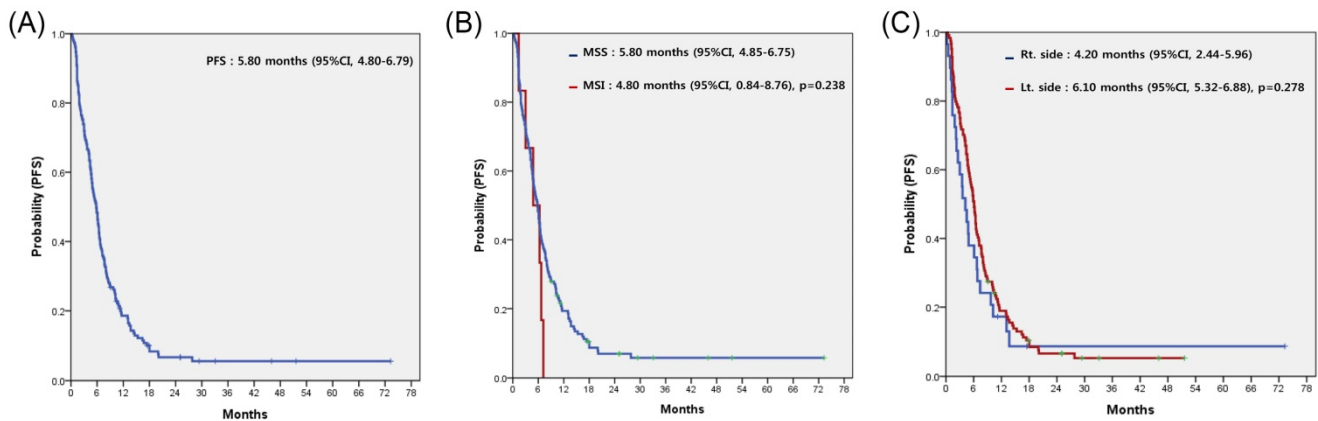 (A)
PFS : 5.80 months (95%CI, 4.80-6.79)
Probability (PFS)
1.0
0.8
0.6
0.4
0.2
0.0
0 6 12 18 24 30 36 42 48 54 60 66 72 78
Months
(B)
MSS : 5.80 months (95%CI, 4.85-6.75)
MSI : 4.80 months (95%CI, 0.84-8.76), p=0.238
Probability (PFS)
1.0
0.8
0.6
0.4
0.2
0.0
0 6 12 18 24 30 36 42 48 54 60 66 72 78
Months
(C)
Rt. side : 4.20 months (95%CI, 2.44-5.96)
Lt. side : 6.10 months (95%CI, 5.32-6.88), p=0.278
Probability (PFS)
1.0
0.8
0.6
0.4
0.2
0.0
0 6 12 18 24 30 36 42 48 54 60 66 72 78
Months